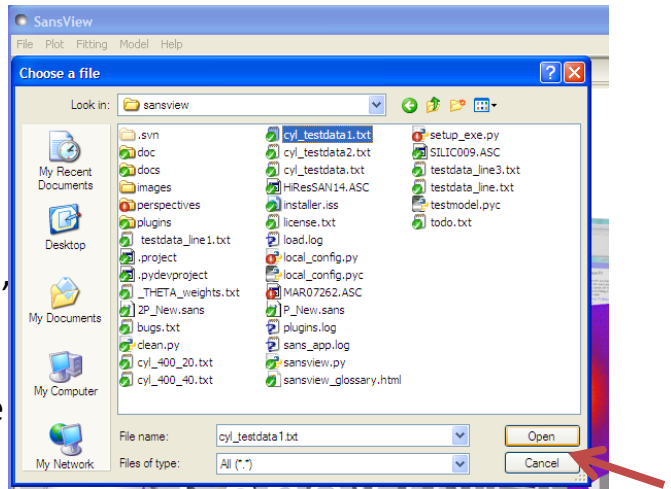 SansView
File Plot Fitting Model Help
Choose a file
Look in: sansview
My Recent Documents
Desktop
My Documents
My Computer
My Network
.svn
doc
docs
images
perspectives
plugins
testdata_line1.txt
.project
.pydevproject
_THETA_weights.txt
2P_New.sans
bugs.txt
clean.py
cyl_400_20.txt
cyl_400_40.txt
cyl_testdata1.txt
cyl_testdata2.txt
cyl_testdata.txt
HiResSAN14.ASC
installer.iss
license.txt
load.log
local_config.py
local_config.pyc
MAR07262.ASC
P_New.sans
plugins.log
sans_app.log
sansview.py
sansview_glossary.html
setup_exe.py
SILIC009.ASC
testdata_line3.txt
testdata_line.txt
testmodel.pyc
todo.txt
File name: cyl_testdata1.txt Open
Files of type: All (*.*) Cancel